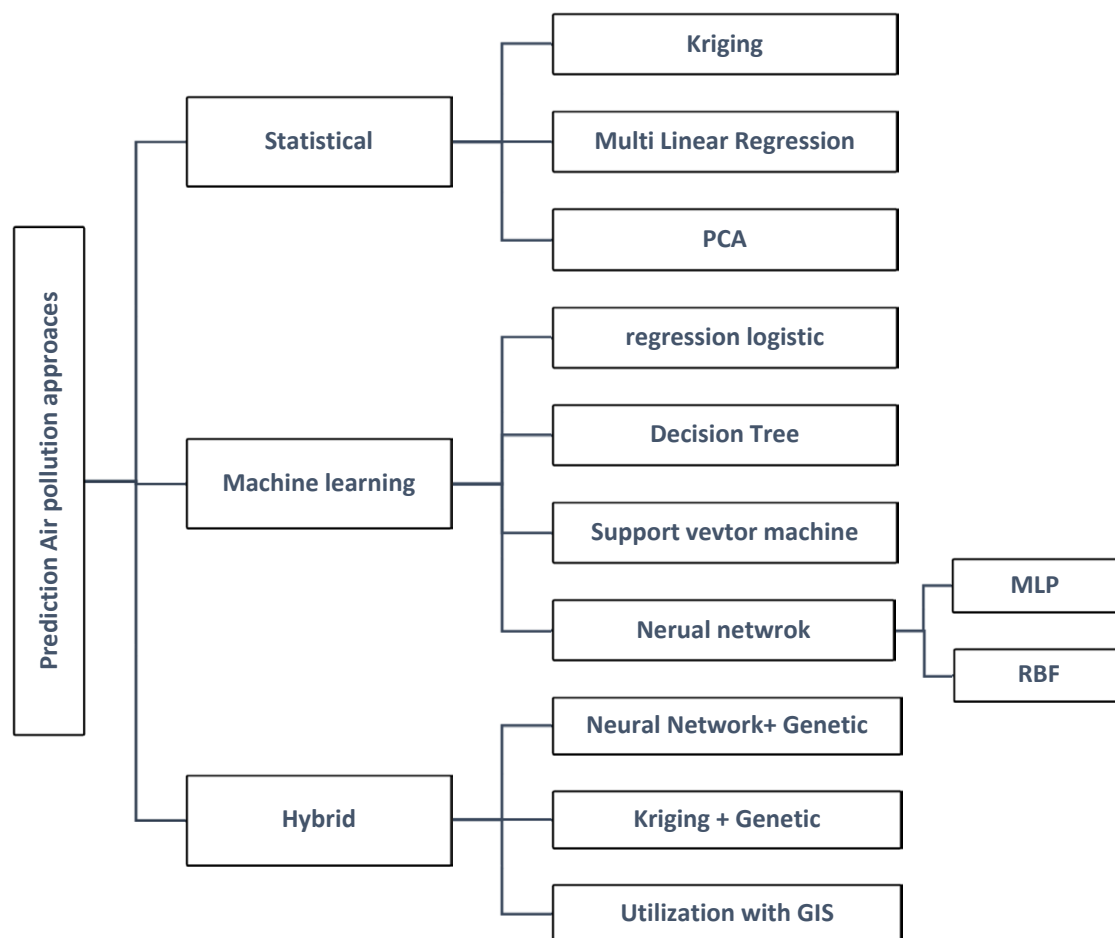 Prediction Air pollution approaces
Statistical
Kriging
Multi Linear Regression
PCA
Machine learning
regression logistic
Decision Tree
Support vevtor machine
Nerual netwrok
MLP
RBF
Hybrid
Neural Network+ Genetic
Kriging + Genetic
Utilization with GIS